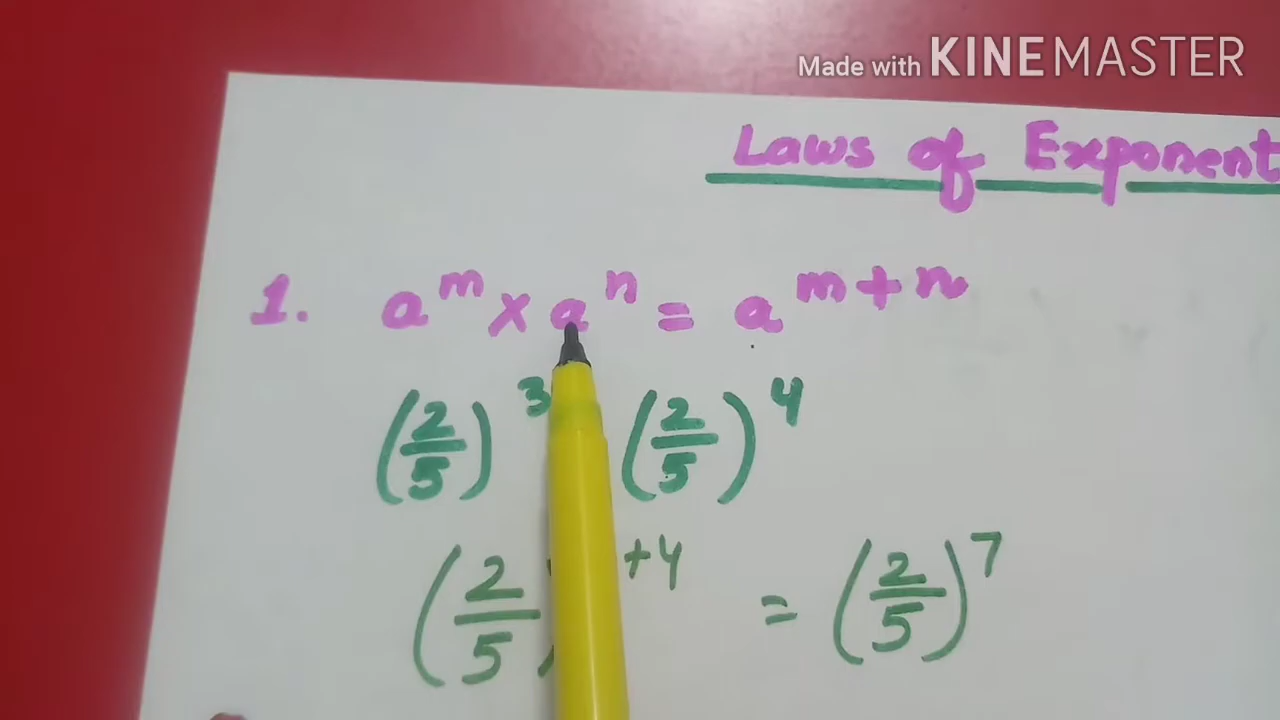 Made with KINEMASTER
Laws of Exponent
1. a^m × a^n = a^{m+n}
(2/5)^3 (2/5)^4
(2/5 +4 = (2/5)^7